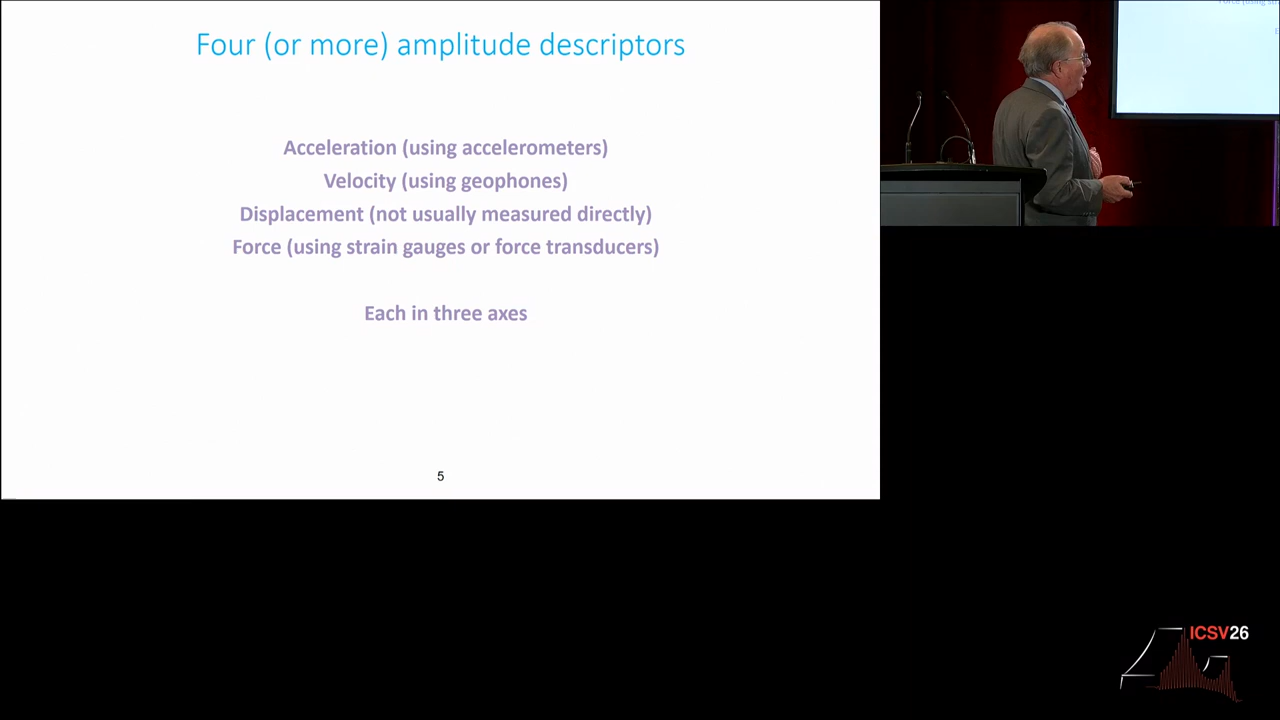 Four (or more) amplitude descriptors
Acceleration (using accelerometers)
Velocity (using geophones)
Displacement (not usually measured directly)
Force (using strain gauges or force transducers)
Each in three axes
5
ICSV26